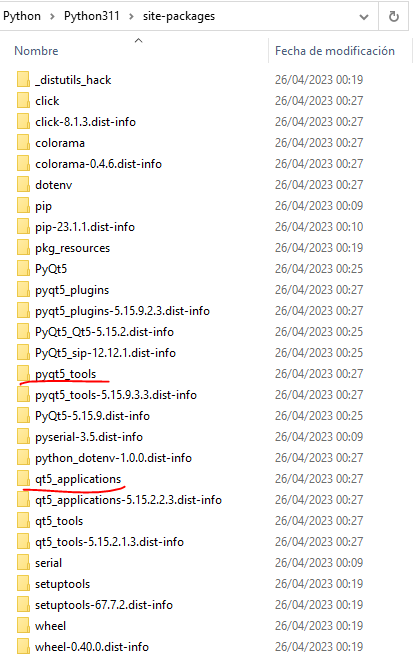 Python > Python311 > site-packages
Nombre Fecha de modificación
_distutils_hack 26/04/2023 00:19
click 26/04/2023 00:27
click-8.1.3.dist-info 26/04/2023 00:27
colorama 26/04/2023 00:27
colorama-0.4.6.dist-info 26/04/2023 00:27
dotenv 26/04/2023 00:27
pip 26/04/2023 00:09
pip-23.1.1.dist-info 26/04/2023 00:10
pkg_resources 26/04/2023 00:19
PyQt5 26/04/2023 00:25
pyqt5_plugins 26/04/2023 00:27
pyqt5_plugins-5.15.9.2.3.dist-info 26/04/2023 00:27
PyQt5_Qt5-5.15.2.dist-info 26/04/2023 00:25
PyQt5_sip-12.12.1.dist-info 26/04/2023 00:25
pyqt5_tools 26/04/2023 00:27
pyqt5_tools-5.15.9.3.3.dist-info 26/04/2023 00:27
PyQt5-5.15.9.dist-info 26/04/2023 00:25
pyserial-3.5.dist-info 26/04/2023 00:09
python_dotenv-1.0.0.dist-info 26/04/2023 00:27
qt5_applications 26/04/2023 00:27
qt5_applications-5.15.2.2.3.dist-info 26/04/2023 00:27
qt5_tools 26/04/2023 00:27
qt5_tools-5.15.2.1.3.dist-info 26/04/2023 00:27
serial 26/04/2023 00:09
setuptools 26/04/2023 00:19
setuptools-67.7.2.dist-info 26/04/2023 00:19
wheel 26/04/2023 00:19
wheel-0.40.0.dist-info 26/04/2023 00:19